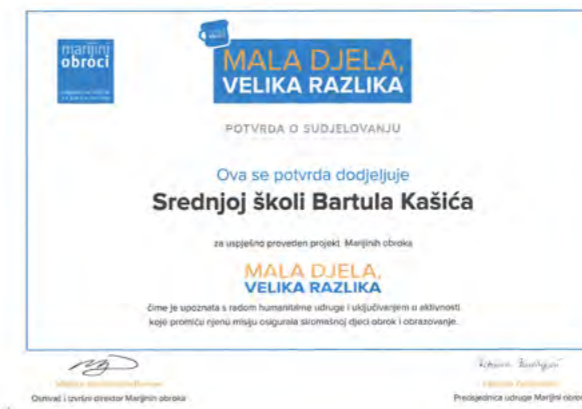 marijini
obroci
MALA DJELA,
VELIKA RAZLIKA
POTVRDA O SUDJELOVANJU
Ova se potvrda dodjeljuje
Srednjoj školi Bartula Kašića
za uspješno proveden projekt Marijinih obroka
MALA DJELA,
VELIKA RAZLIKA
čime je upoznata s radom humanitarne udruge i uključivanjem u aktivnosti
koje promiču njenu misiju osigurala siromašnoj djeci obrok i obrazovanje.
Osnivač i izvršni direktor Marijinih obroka
Predsjednica udruge Marijini obroci